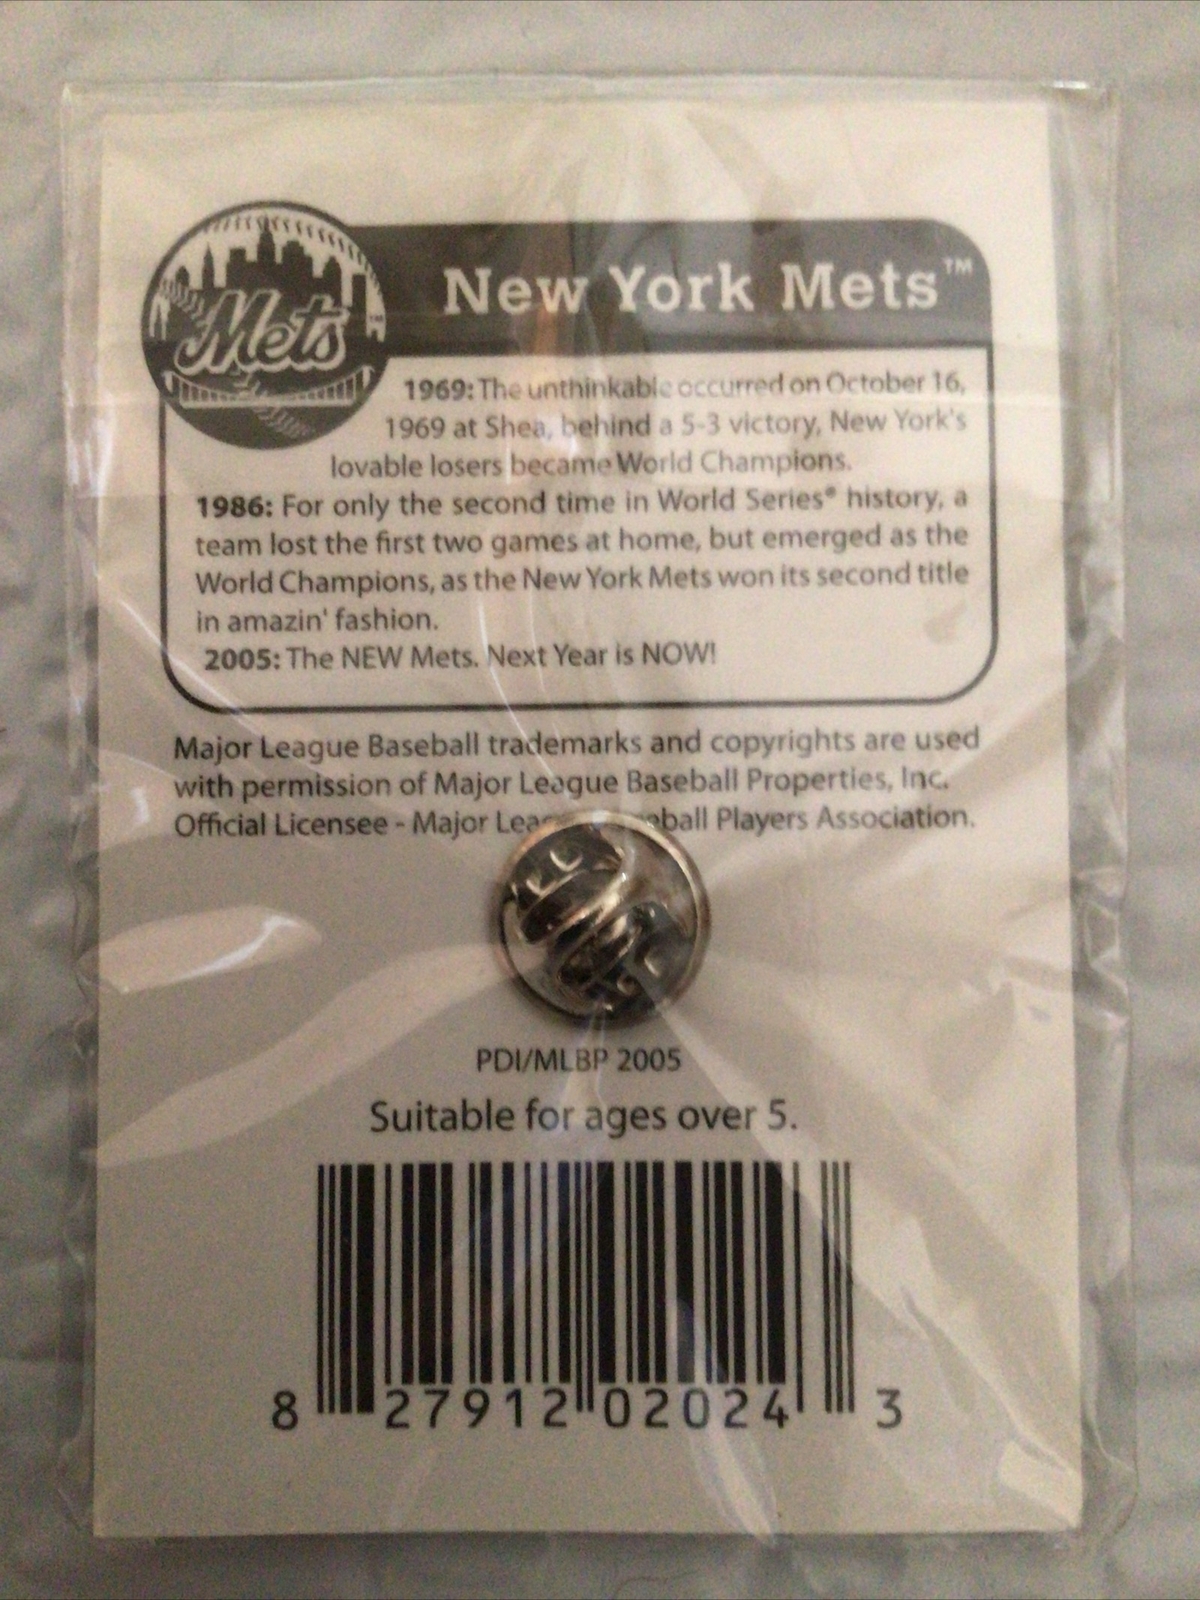 Mets
New York Mets™
1969: The unthinkable occurred on October 16,
1969 at Shea, behind a 5-3 victory, New York's
lovable losers became World Champions.
1986: For only the second time in World Series® history, a
team lost the first two games at home, but emerged as the
World Champions, as the New York Mets won its second title
in amazin' fashion.
2005: The NEW Mets. Next Year is NOW!
Major League Baseball trademarks and copyrights are used
with permission of Major League Baseball Properties, Inc.
Official Licensee - Major Lea eball Players Association.
PDI/MLBP 2005
Suitable for ages over 5.
8 27912 02024 3